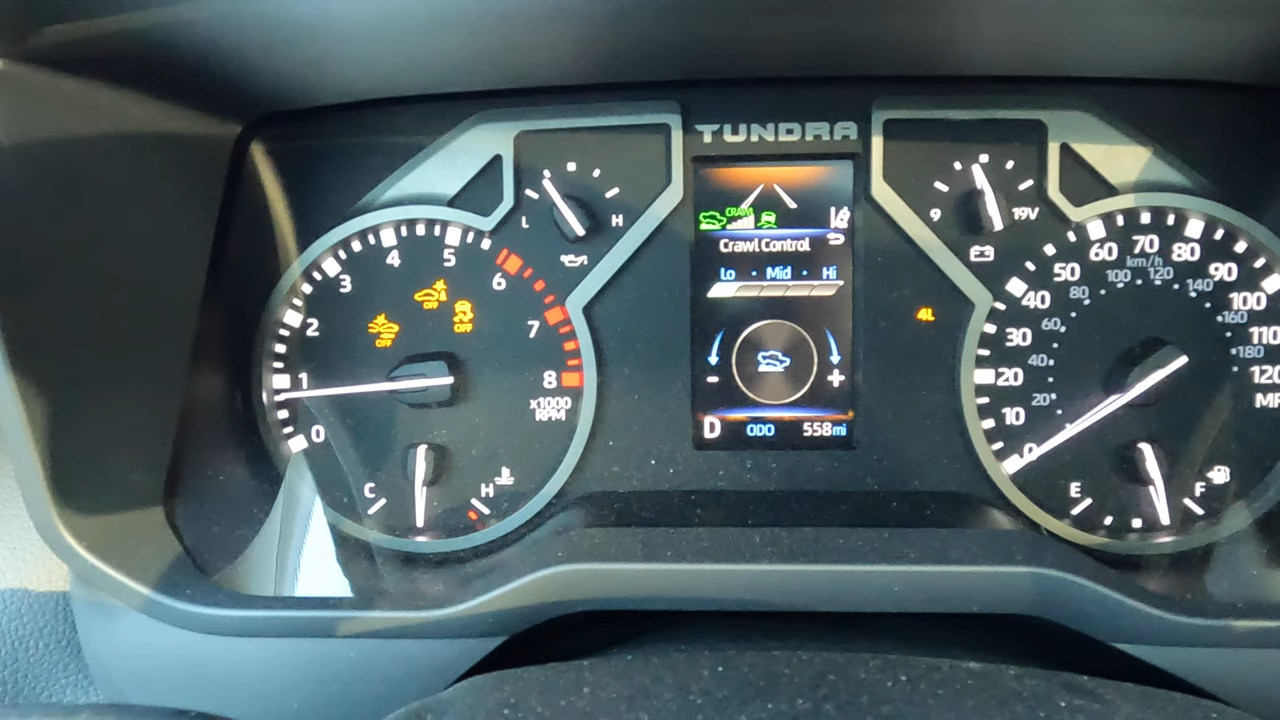 TUNDRA
L H
9 19V
CRAWL
Crawl Control
Lo · Mid · Hi
- +
D ODO 558mi
0 1 2 3 4 5 6 7 8
x1000
RPM
OFF
OFF
OFF
C H
4L
0 10 20 30 40 50 60 70 80 90 100 110 120
km/h
20 40 60 80 100 120 140 160 180
E F